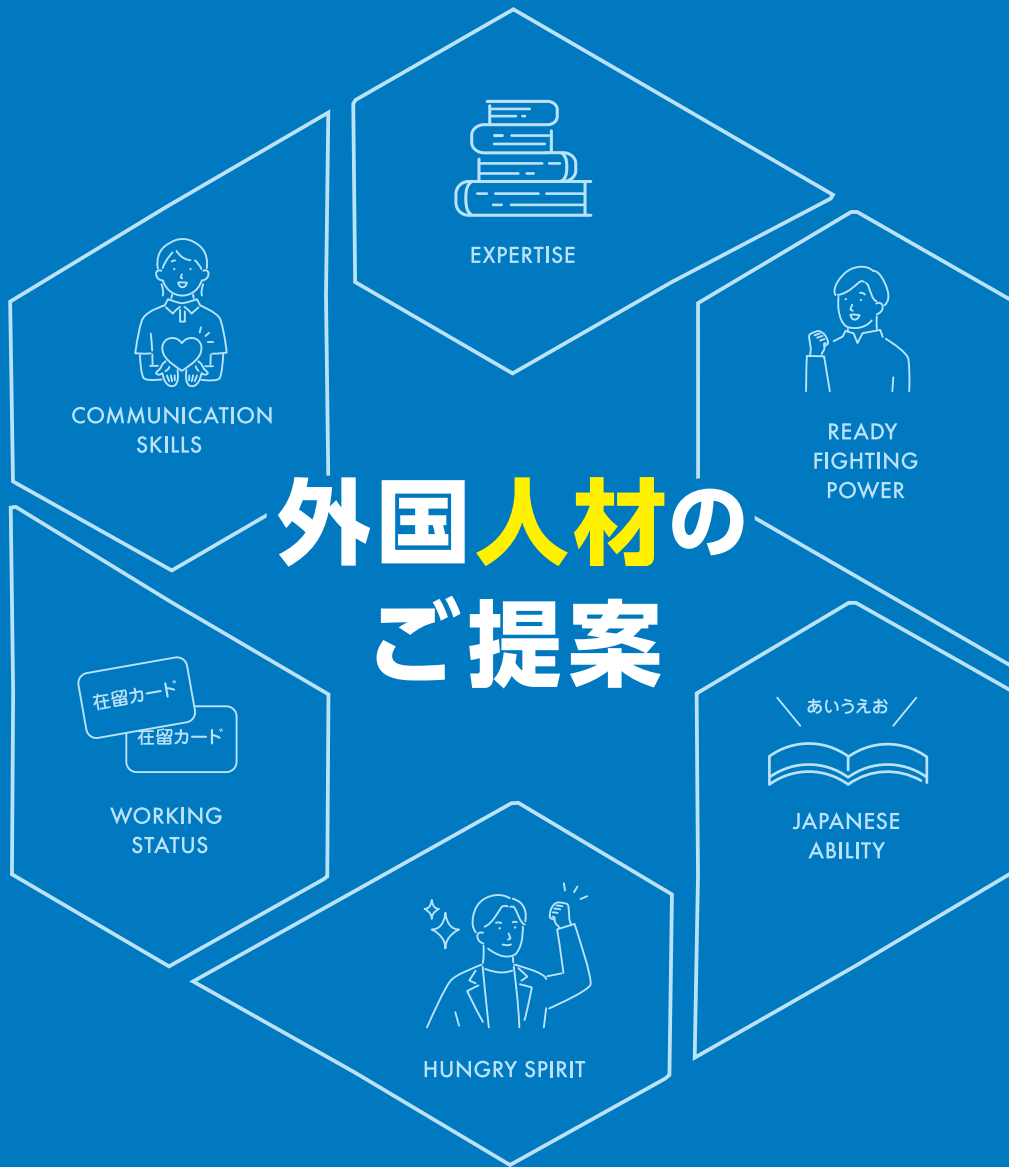 EXPERTISE
COMMUNICATION
SKILLS
READY
FIGHTING
POWER
外国人材の
ご提案
在留カード
在留カード
WORKING
STATUS
あいうえお
JAPANESE
ABILITY
HUNGRY SPIRIT